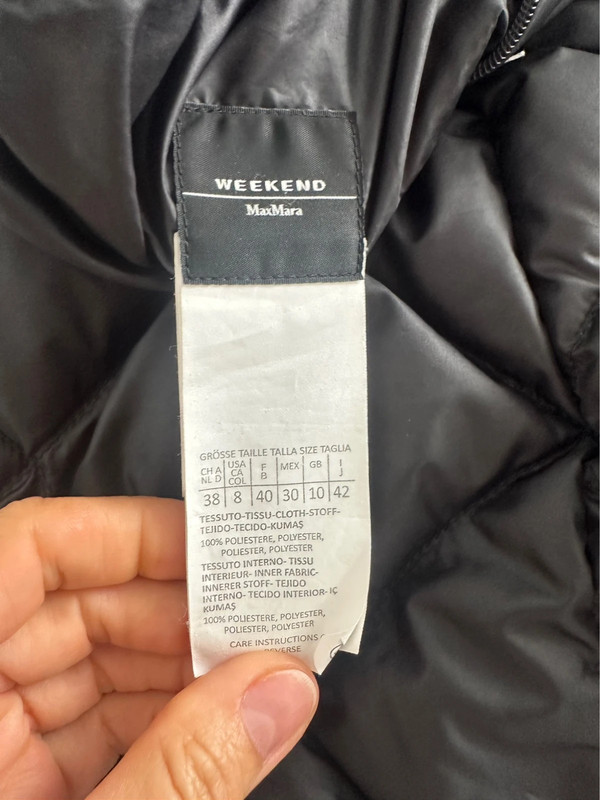 WEEKEND
MaxMara
GRÖSSE TAILLE TALLA SIZE TAGLIA
CH A NL D | USA CA COL | F B | MEX | GB | I J
38 | 8 | 40 | 30 | 10 | 42
TESSUTO-TISSU-CLOTH-STOFF-
TEJIDO-TECIDO-KUMAŞ
100% POLIESTERE, POLYESTER,
POLIESTER, POLYESTER
TESSUTO INTERNO- TISSU
INTERIEUR- INNER FABRIC-
INNERER STOFF- TEJIDO
INTERNO- TECIDO INTERIOR- IÇ
KUMAŞ
100% POLIESTERE, POLYESTER,
POLIESTER, POLYESTER
CARE INSTRUCTIONS
REVERSE